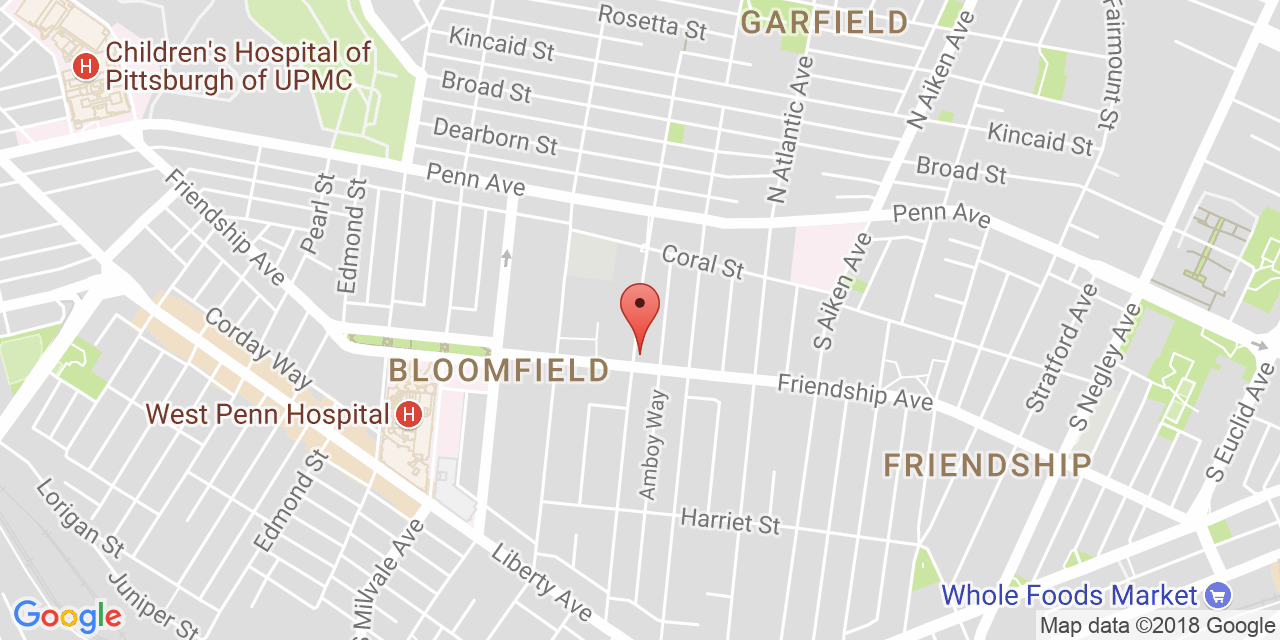 GARFIELD
Rosetta St
Kincaid St
Fairmount St
N Aiken Ave
H
Children's Hospital of
Pittsburgh of UPMC
Broad St
Dearborn St
N Atlantic Ave
Kincaid St
Broad St
Penn Ave
Penn Ave
Friendship Ave
Pearl St
Edmond St
Coral St
S Aiken Ave
Stratford Ave
S Negley Ave
Corday Way
BLOOMFIELD
Friendship Ave
S Euclid Ave
West Penn Hospital
H
Amboy Way
FRIENDSHIP
Edmond St
Lorigan St
Harriet St
S Millvale Ave
Liberty Ave
Juniper St
Whole Foods Market
Google
Map data ©2018 Google